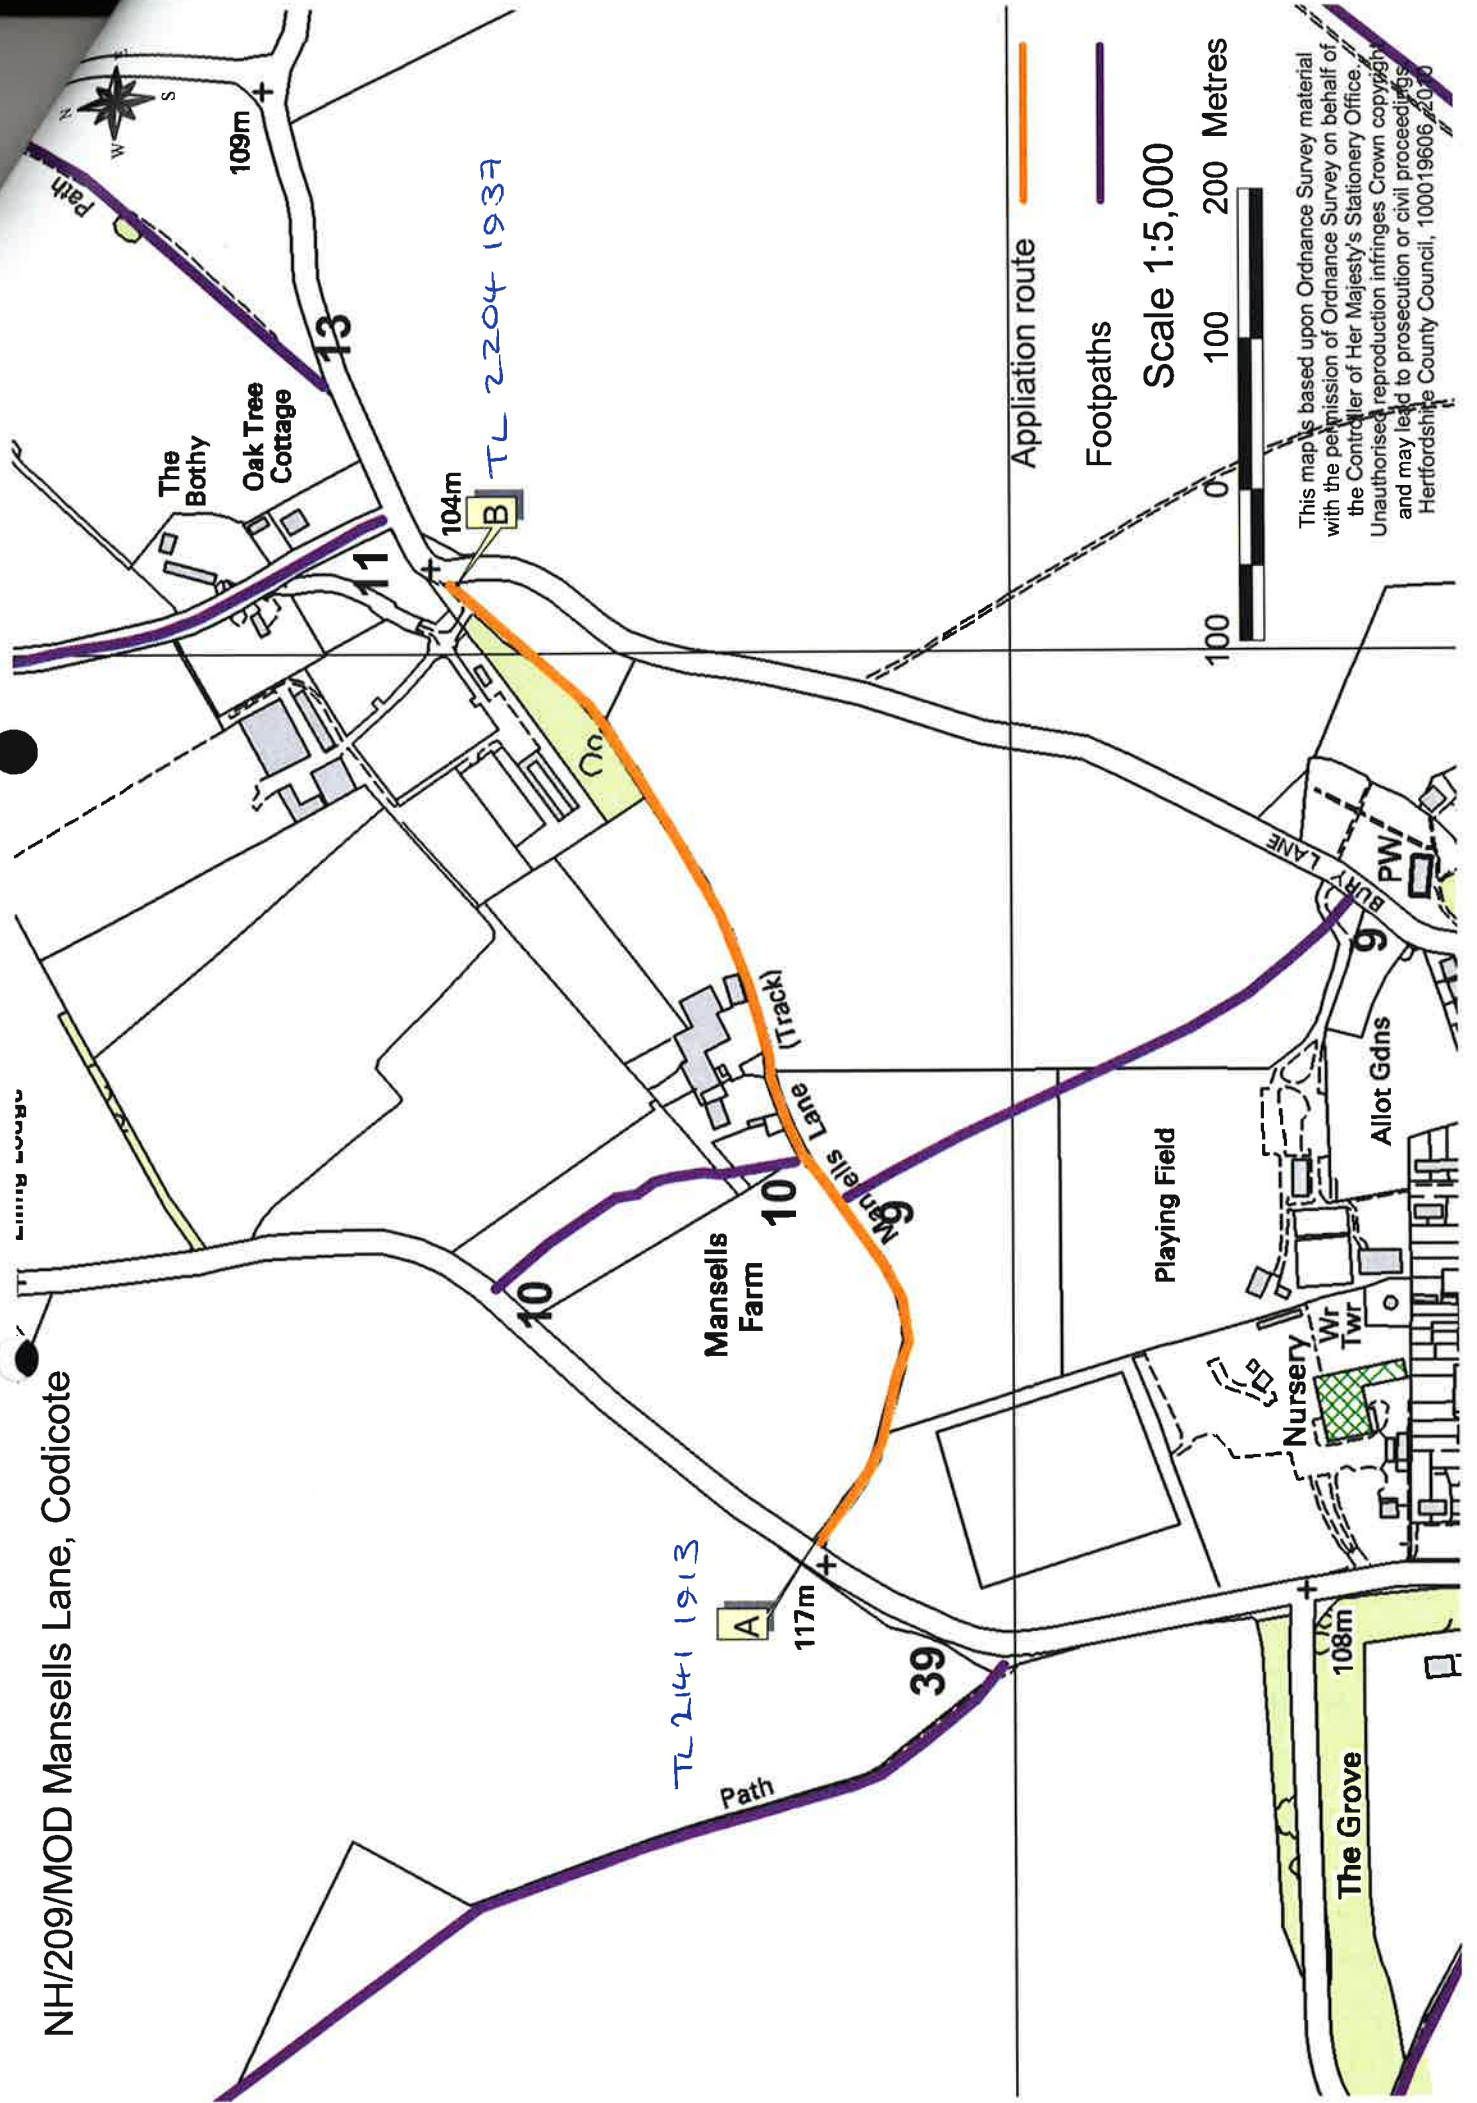 NH/209/MOD Mansells Lane, Codicote
N
E
S
W
Path
109m
13
The
Bothy
Oak Tree
Cottage
11
104m
B
TL 2204 1937
10
10
Mansells
Farm
Mansells Lane (Track)
9
A
TL 2141 1913
117m
39
Path
BURY LANE
PW
9
Allot Gdns
Playing Field
Nursery
Wr
Twr
108m
The Grove
Appliation route
Footpaths
Scale 1:5,000
100 0 100 200 Metres
This map is based upon Ordnance Survey material
with the permission of Ordnance Survey on behalf of
the Controller of Her Majesty's Stationery Office.
Unauthorised reproduction infringes Crown copyright
and may lead to prosecution or civil proceedings.
Hertfordshire County Council, 100019606 2010